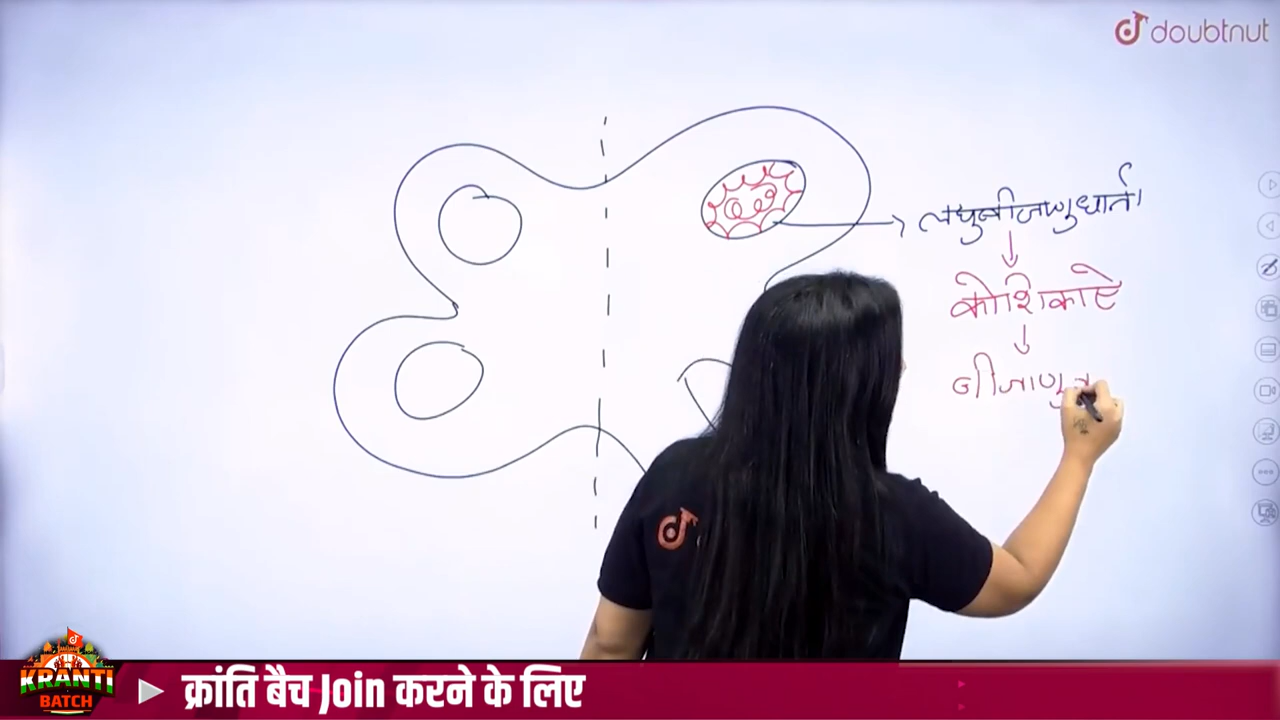 doubtnut
लघुबीजाणुधानी
कोशिकाएं
बीजाणुज
KRANTI
BATCH
क्रांति बैच Join करने के लिए